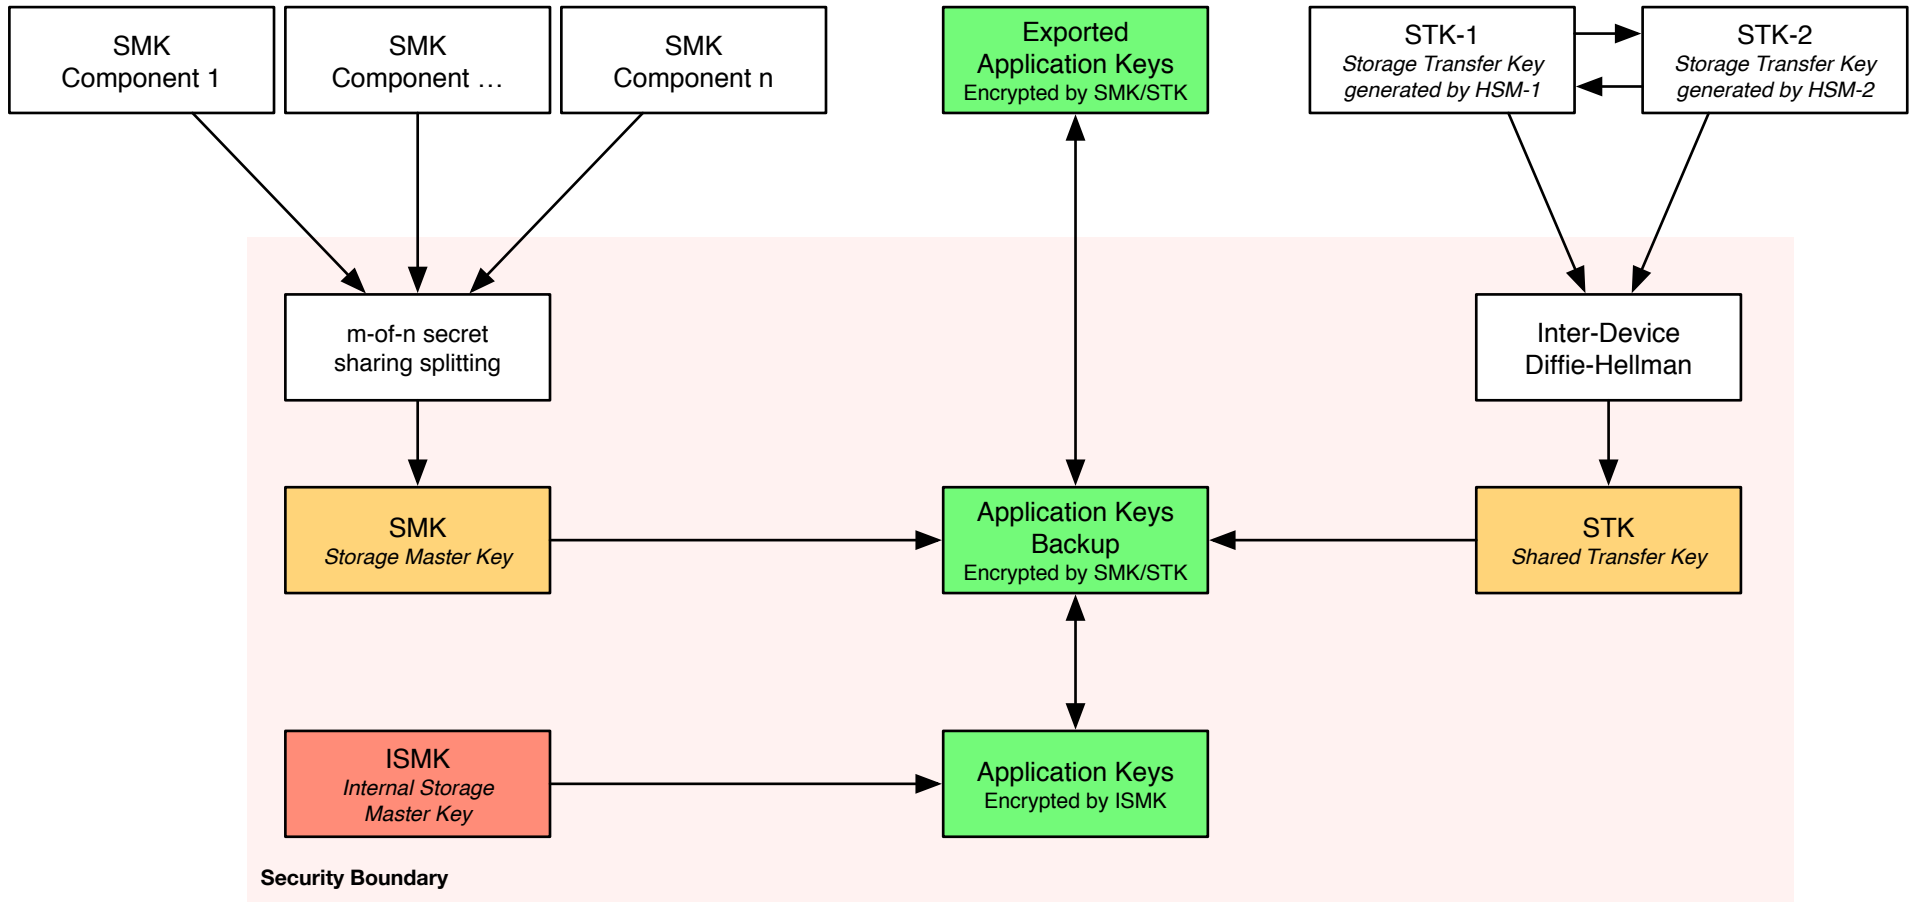 SMK
Component 1
SMK
Component …
SMK
Component n
Exported
Application Keys
Encrypted by SMK/STK
STK-1
Storage Transfer Key
generated by HSM-1
STK-2
Storage Transfer Key
generated by HSM-2
m-of-n secret
sharing splitting
Inter-Device
Diffie-Hellman
SMK
Storage Master Key
Application Keys
Backup
Encrypted by SMK/STK
STK
Shared Transfer Key
ISMK
Internal Storage
Master Key
Application Keys
Encrypted by ISMK
Security Boundary